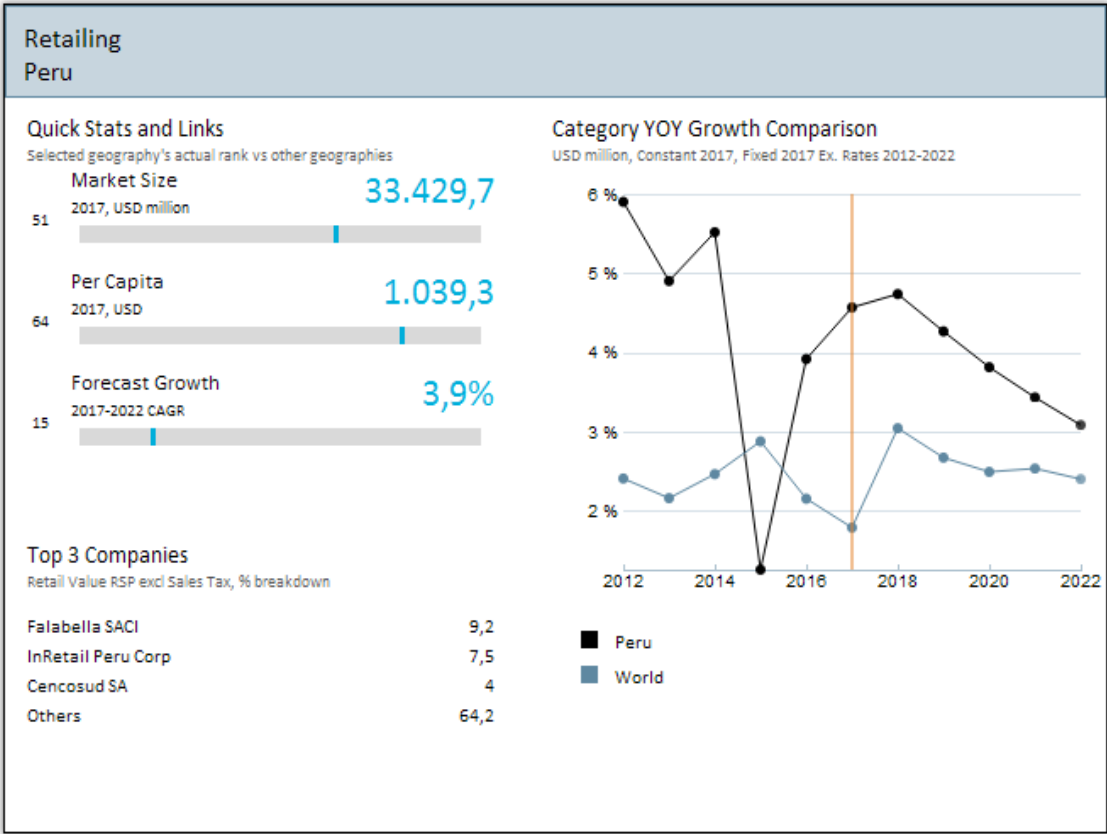 Retailing
Peru
Quick Stats and Links
Selected geography's actual rank vs other geographies
Market Size
33.429,7
2017, USD million
51
Per Capita
1.039,3
2017, USD
64
Forecast Growth
3,9%
2017-2022 CAGR
15
Top 3 Companies
Retail Value RSP excl Sales Tax, % breakdown
Falabella SACI 9,2
InRetail Peru Corp 7,5
Cencosud SA 4
Others 64,2
Category YOY Growth Comparison
USD million, Constant 2017, Fixed 2017 Ex. Rates 2012-2022
6 %
5 %
4 %
3 %
2 %
2012 2014 2016 2018 2020 2022
Peru
World